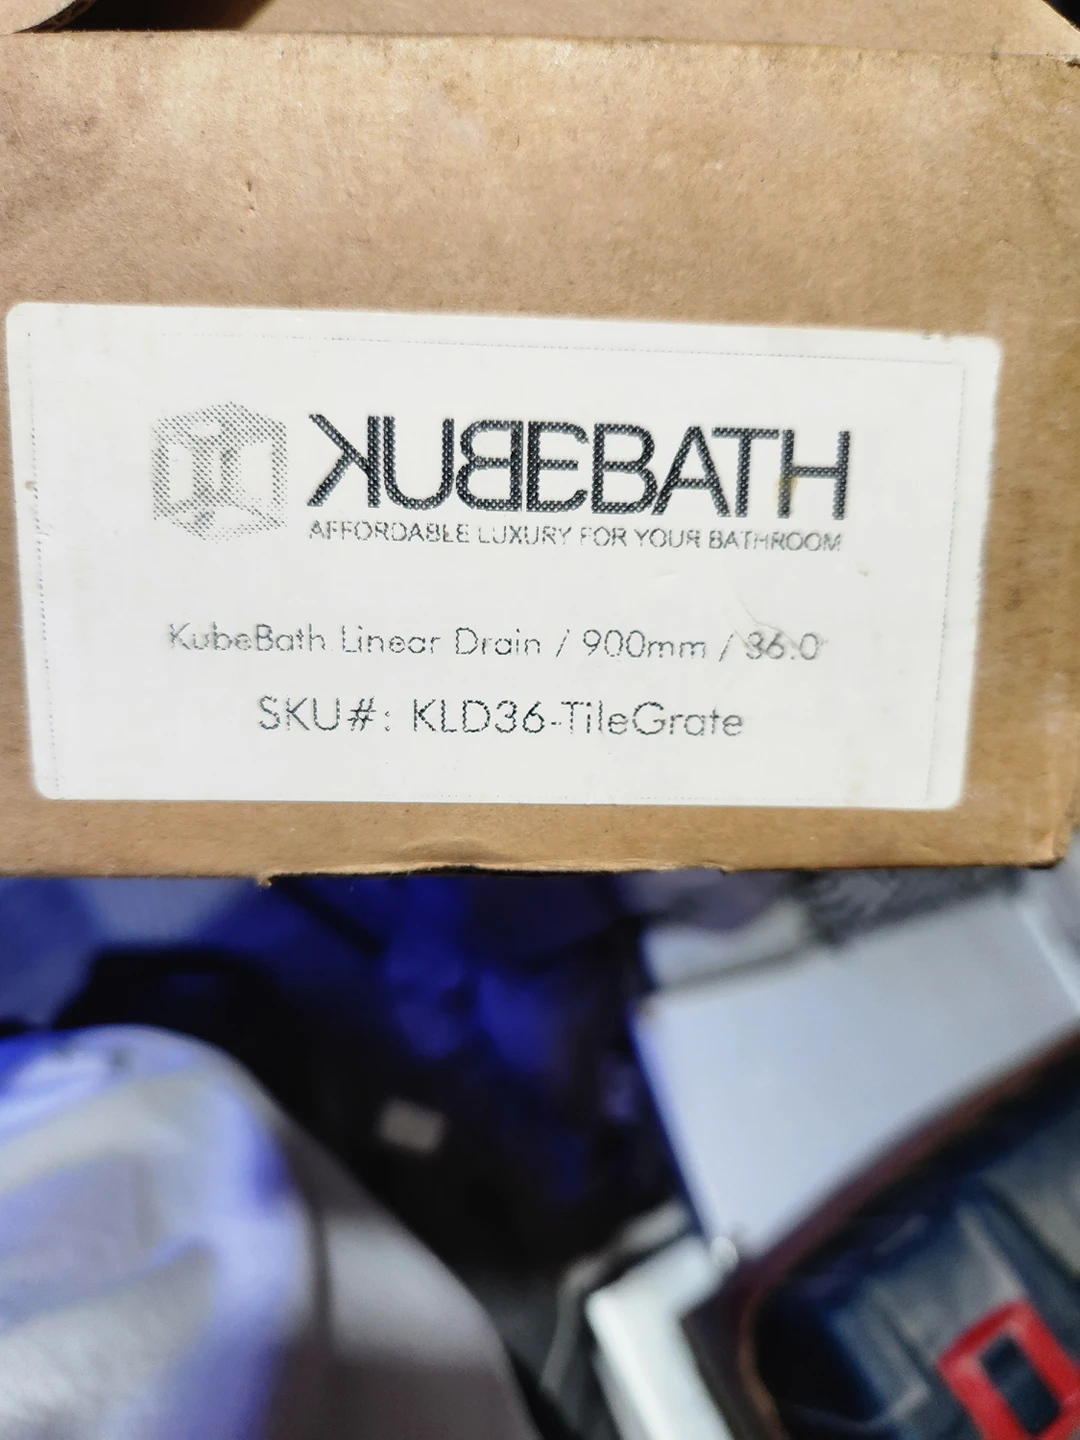 KUBEBATH
AFFORDABLE LUXURY FOR YOUR BATHROOM
KubeBath Linear Drain / 900mm / 36.0
SKU#: KLD36-TileGrate